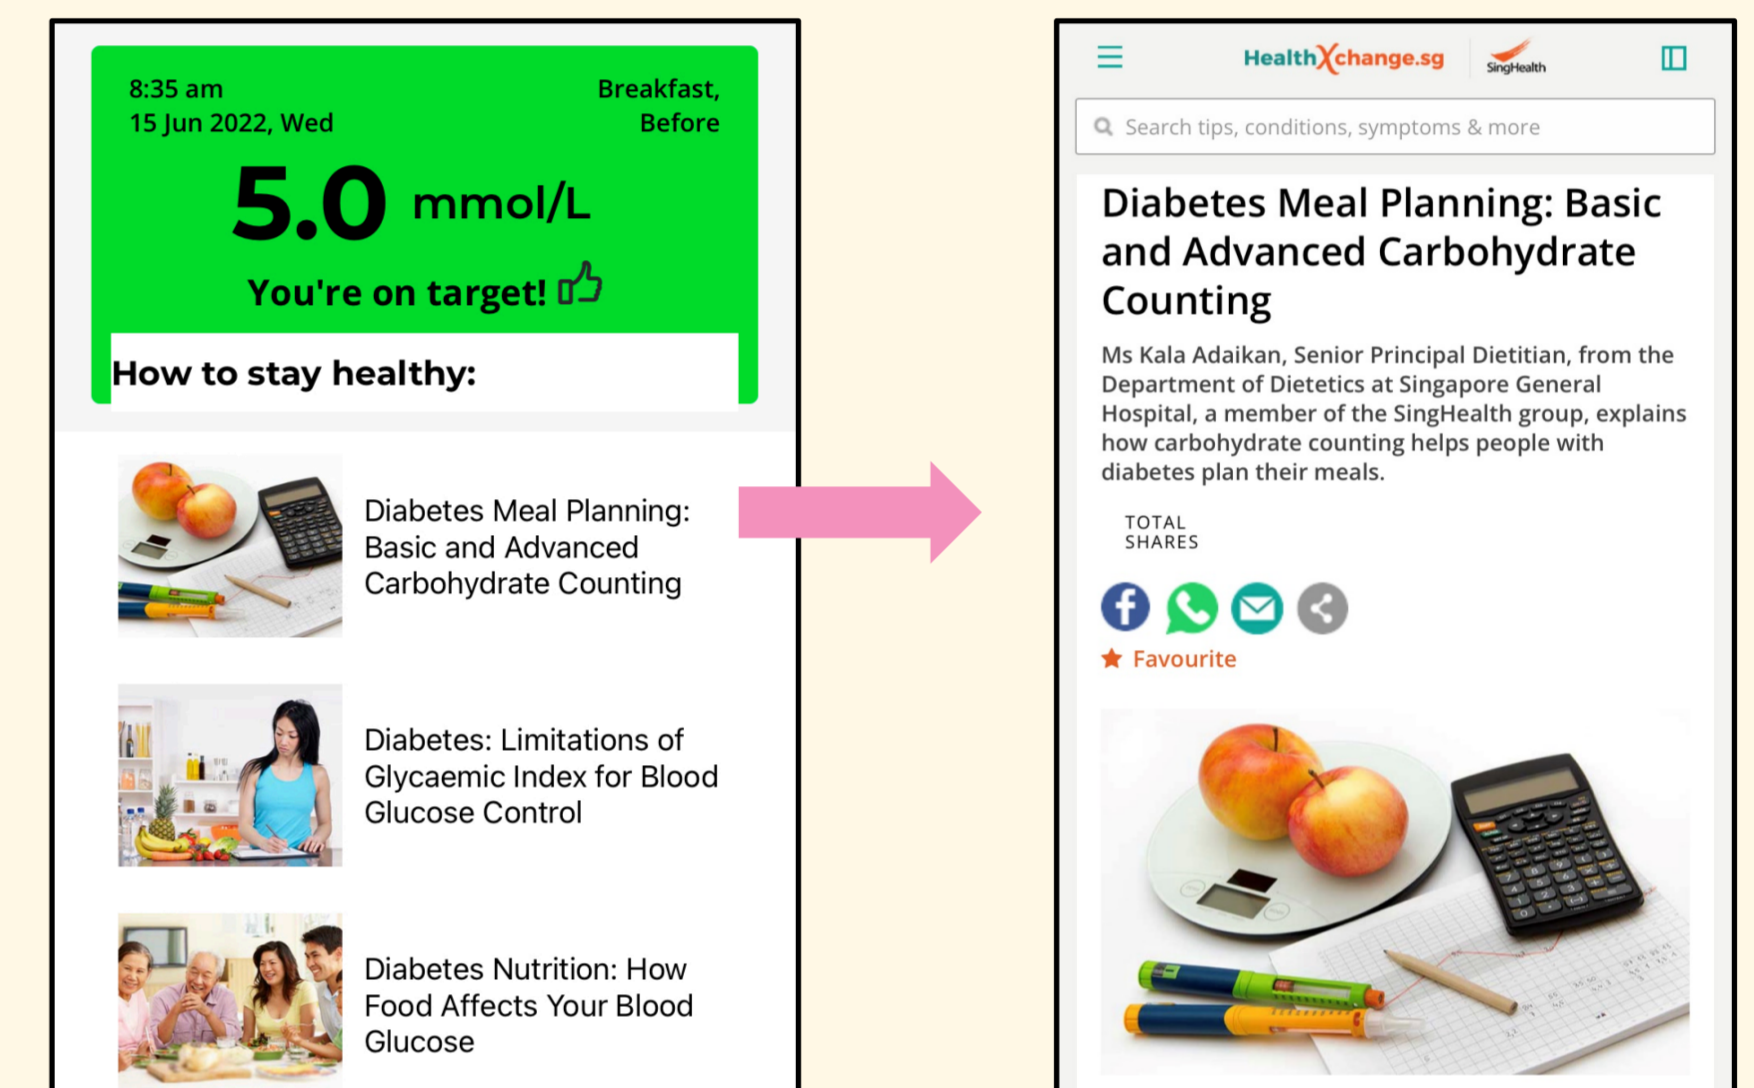 8:35 am
15 Jun 2022, Wed
Breakfast,
Before
5.0 mmol/L
You're on target!
How to stay healthy:
Diabetes Meal Planning:
Basic and Advanced
Carbohydrate Counting
Diabetes: Limitations of
Glycaemic Index for Blood
Glucose Control
Diabetes Nutrition: How
Food Affects Your Blood
Glucose
HealthXchange.sg
SingHealth
Search tips, conditions, symptoms & more
Diabetes Meal Planning: Basic
and Advanced Carbohydrate
Counting
Ms Kala Adaikan, Senior Principal Dietitian, from the
Department of Dietetics at Singapore General
Hospital, a member of the SingHealth group, explains
how carbohydrate counting helps people with
diabetes plan their meals.
TOTAL
SHARES
Favourite